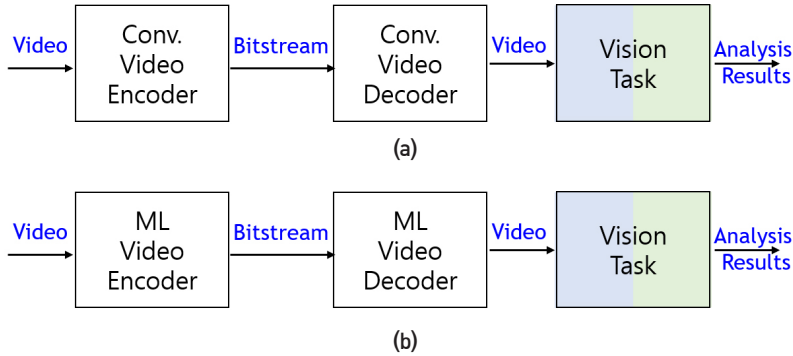 Video
Conv.
Video
Encoder
Bitstream
Conv.
Video
Decoder
Video
Vision
Task
Analysis
Results
(a)
Video
ML
Video
Encoder
Bitstream
ML
Video
Decoder
Video
Vision
Task
Analysis
Results
(b)